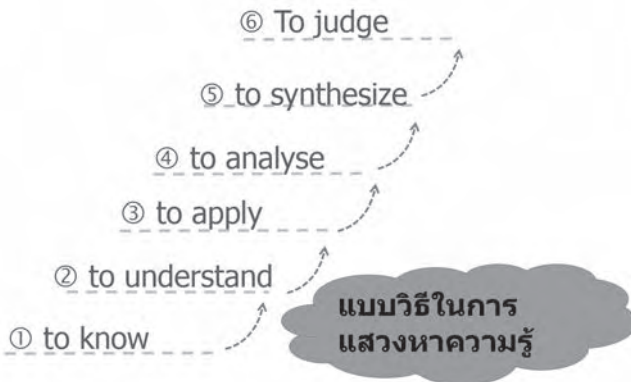 ⑥ To judge
⑤ to synthesize
④ to analyse
③ to apply
② to understand
① to know
แบบวิธีในการ
แสวงหาความรู้